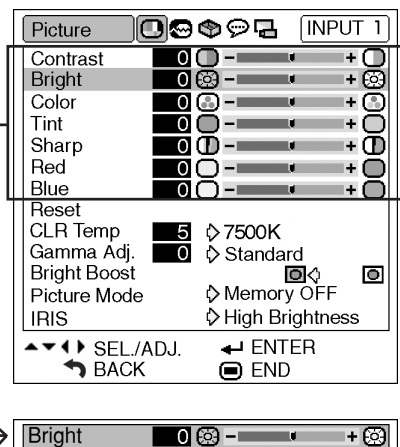 Picture INPUT 1
Contrast 0 - +
Bright 0 - +
Color 0 - +
Tint 0 - +
Sharp 0 - +
Red 0 - +
Blue 0 - +
Reset
CLR Temp 5 7500K
Gamma Adj. 0 Standard
Bright Boost
Picture Mode Memory OFF
IRIS High Brightness
SEL./ADJ. ENTER
BACK END
Bright 0 - +